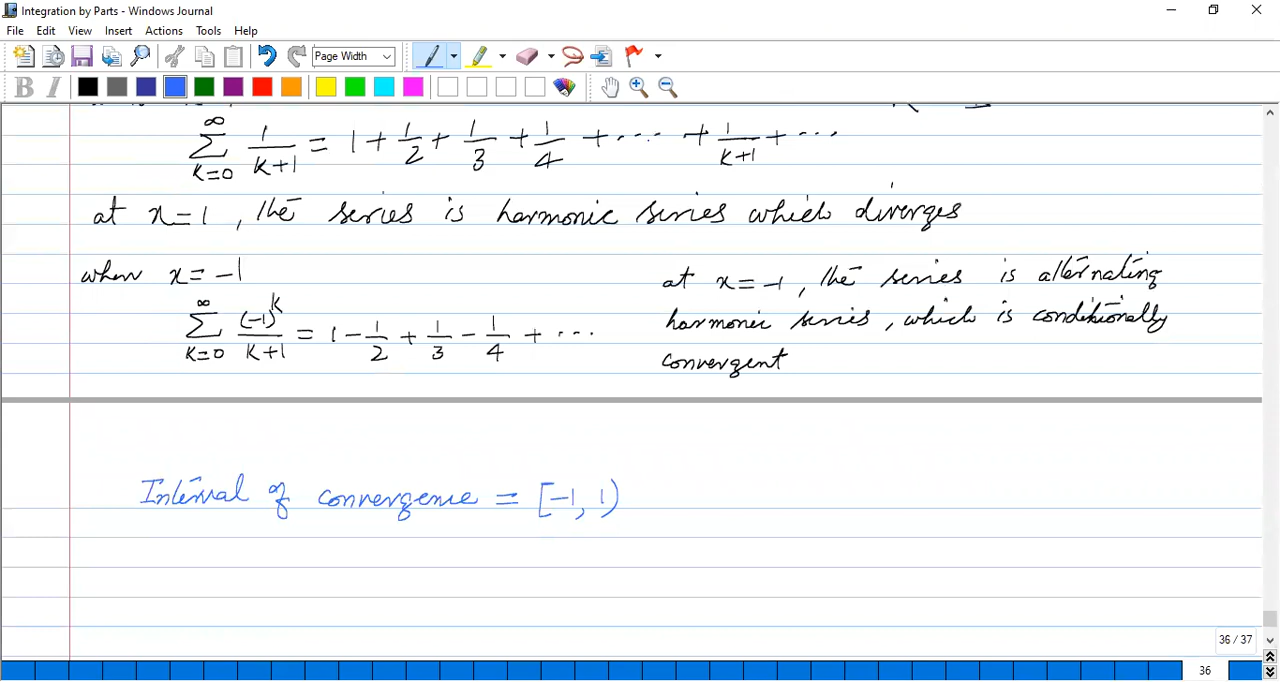 Integration by Parts - Windows Journal
File Edit View Insert Actions Tools Help
Page Width
B I
∞
∑ 1/(k+1) = 1 + 1/2 + 1/3 + 1/4 + ... + 1/(k+1) + ...
k=0
at x=1, the series is harmonic series which diverges
when x = -1
∞
∑ (-1)^k/(k+1) = 1 - 1/2 + 1/3 - 1/4 + ...
k=0
at x=-1, the series is alternating
harmonic series, which is conditionally
convergent
Interval of convergence = [-1, 1)
36 / 37
36